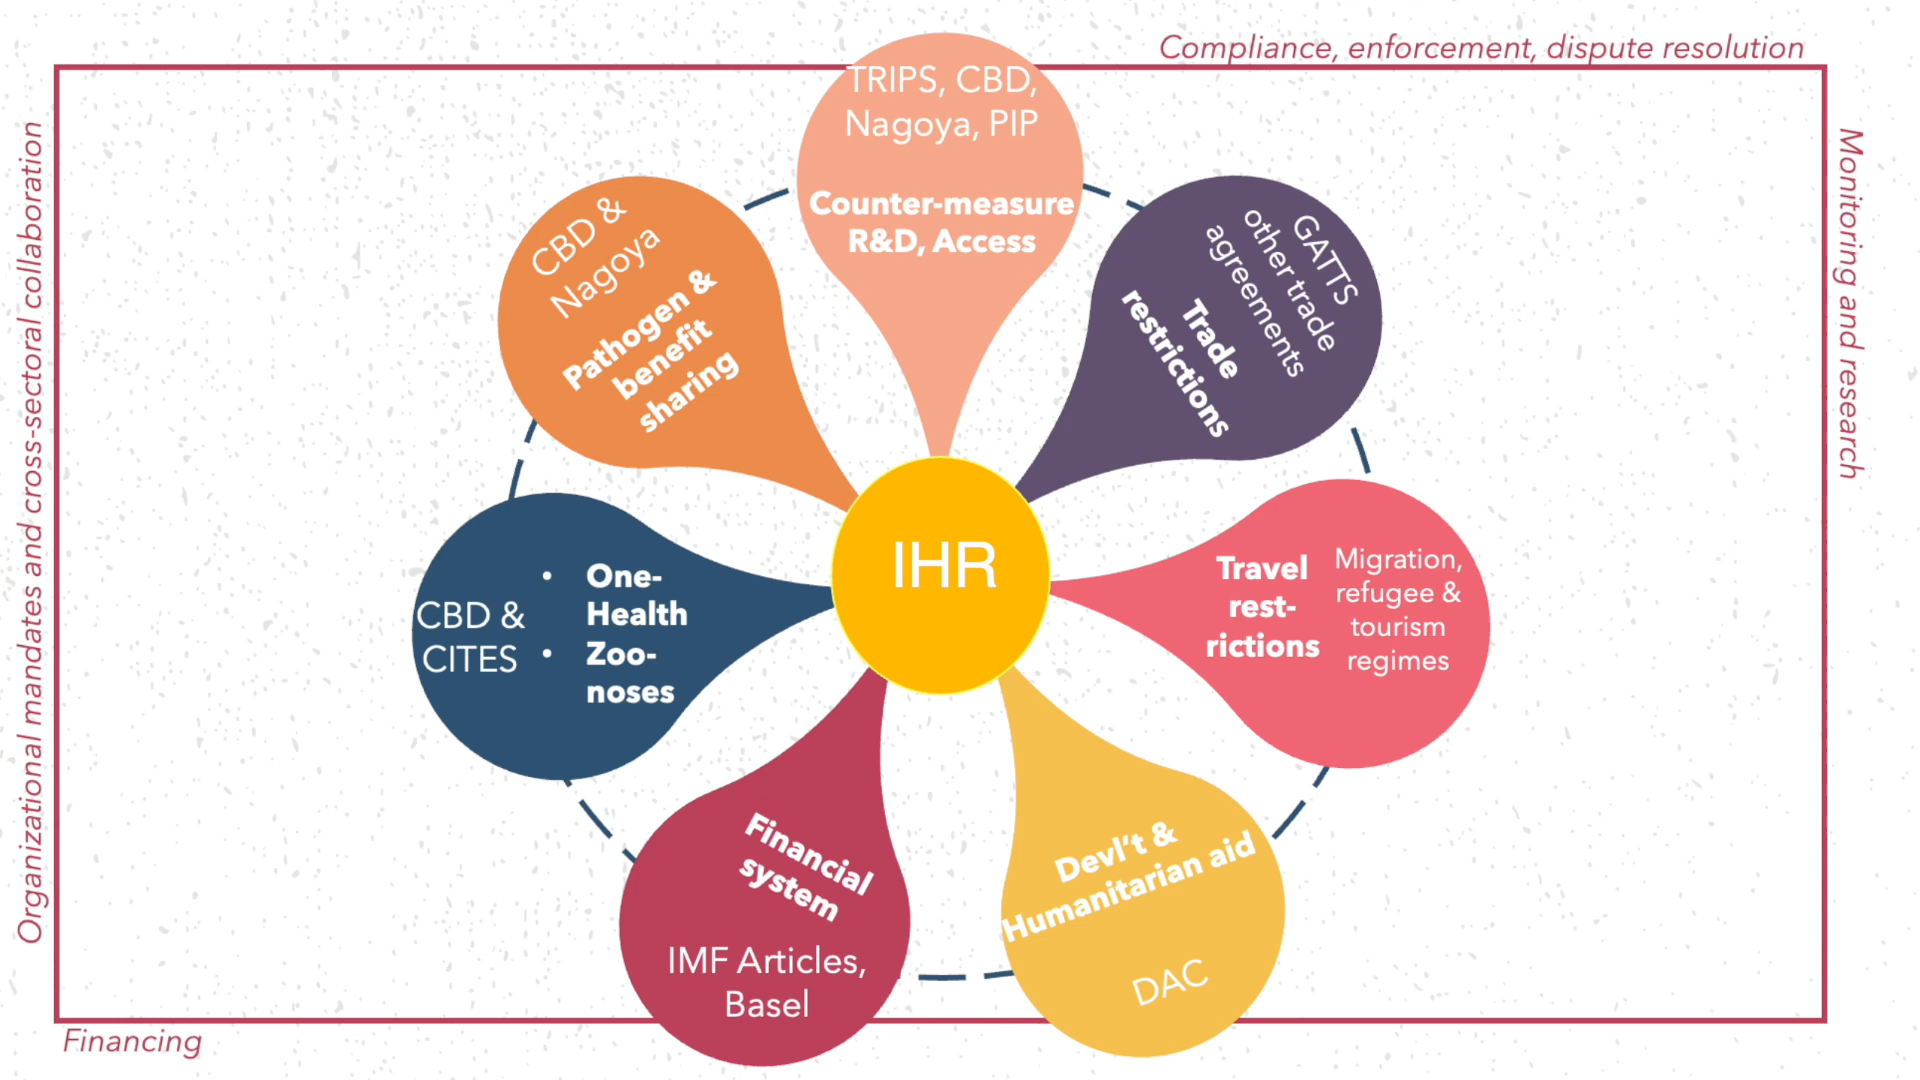 Compliance, enforcement, dispute resolution
TRIPS, CBD,
Nagoya, PIP
Counter-measure
R&D, Access
GATTS
other trade
agreements
Trade
restrictions
Migration,
refugee &
tourism
regimes
Travel
rest-
rictions
Devl't &
Humanitarian aid
DAC
Financial
system
IMF Articles,
Basel
CBD &
CITES
• One-
Health
• Zoo-
noses
CBD &
Nagoya
Pathogen &
benefit
sharing
IHR
Monitoring and research
Financing
Organizational mandates and cross-sectoral collaboration